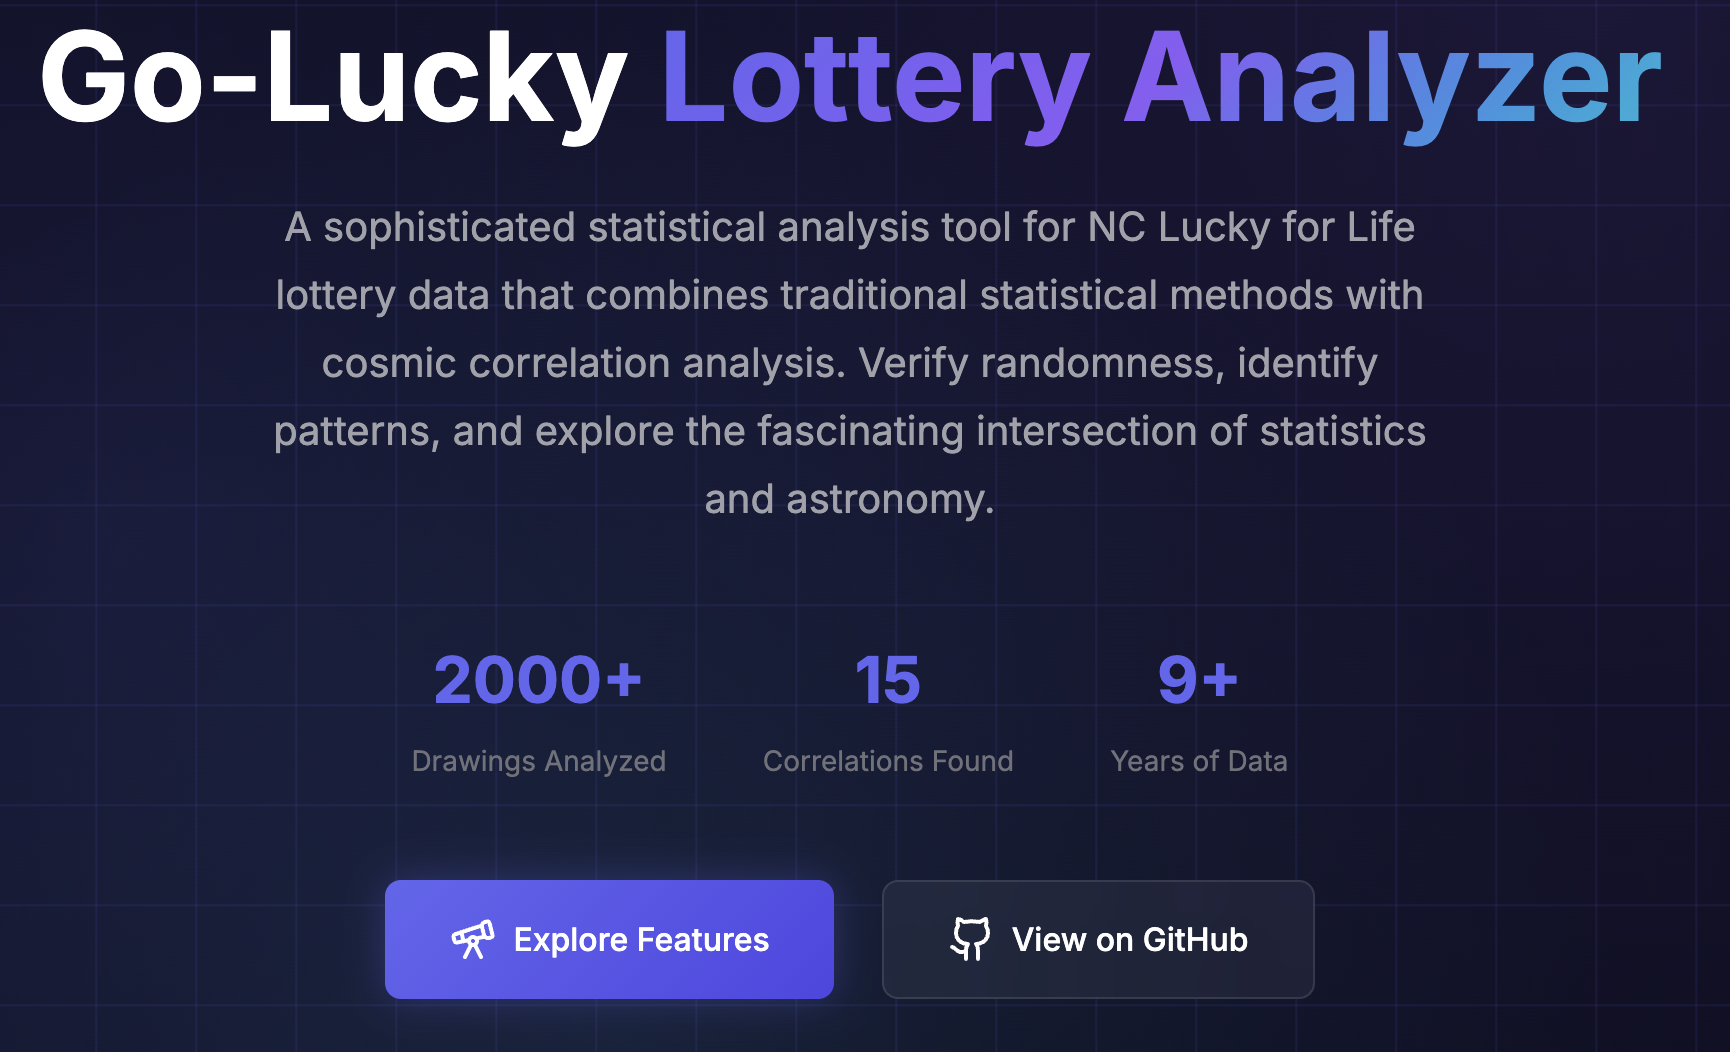 Go-Lucky Lottery Analyzer
A sophisticated statistical analysis tool for NC Lucky for Life
lottery data that combines traditional statistical methods with
cosmic correlation analysis. Verify randomness, identify
patterns, and explore the fascinating intersection of statistics
and astronomy.
2000+ 15 9+
Drawings Analyzed Correlations Found Years of Data
Explore Features View on GitHub